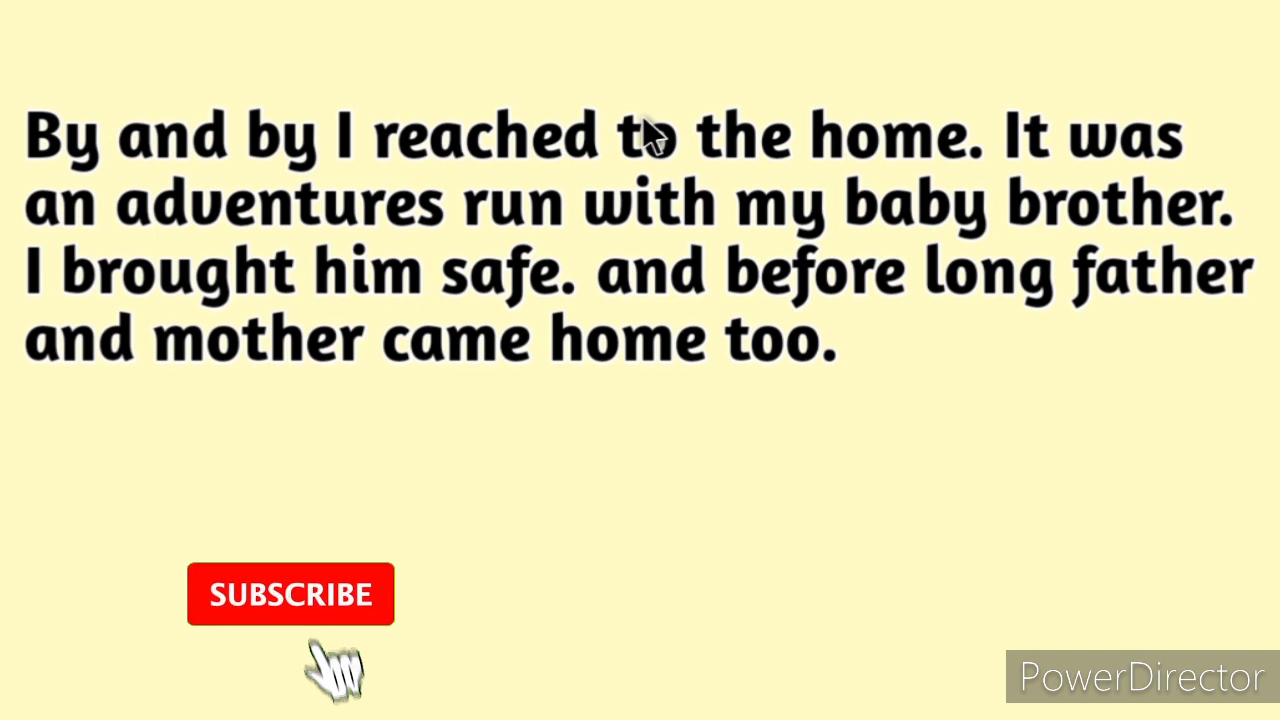 By and by I reached to the home. It was
an adventures run with my baby brother.
I brought him safe. and before long father
and mother came home too.
SUBSCRIBE
PowerDirector